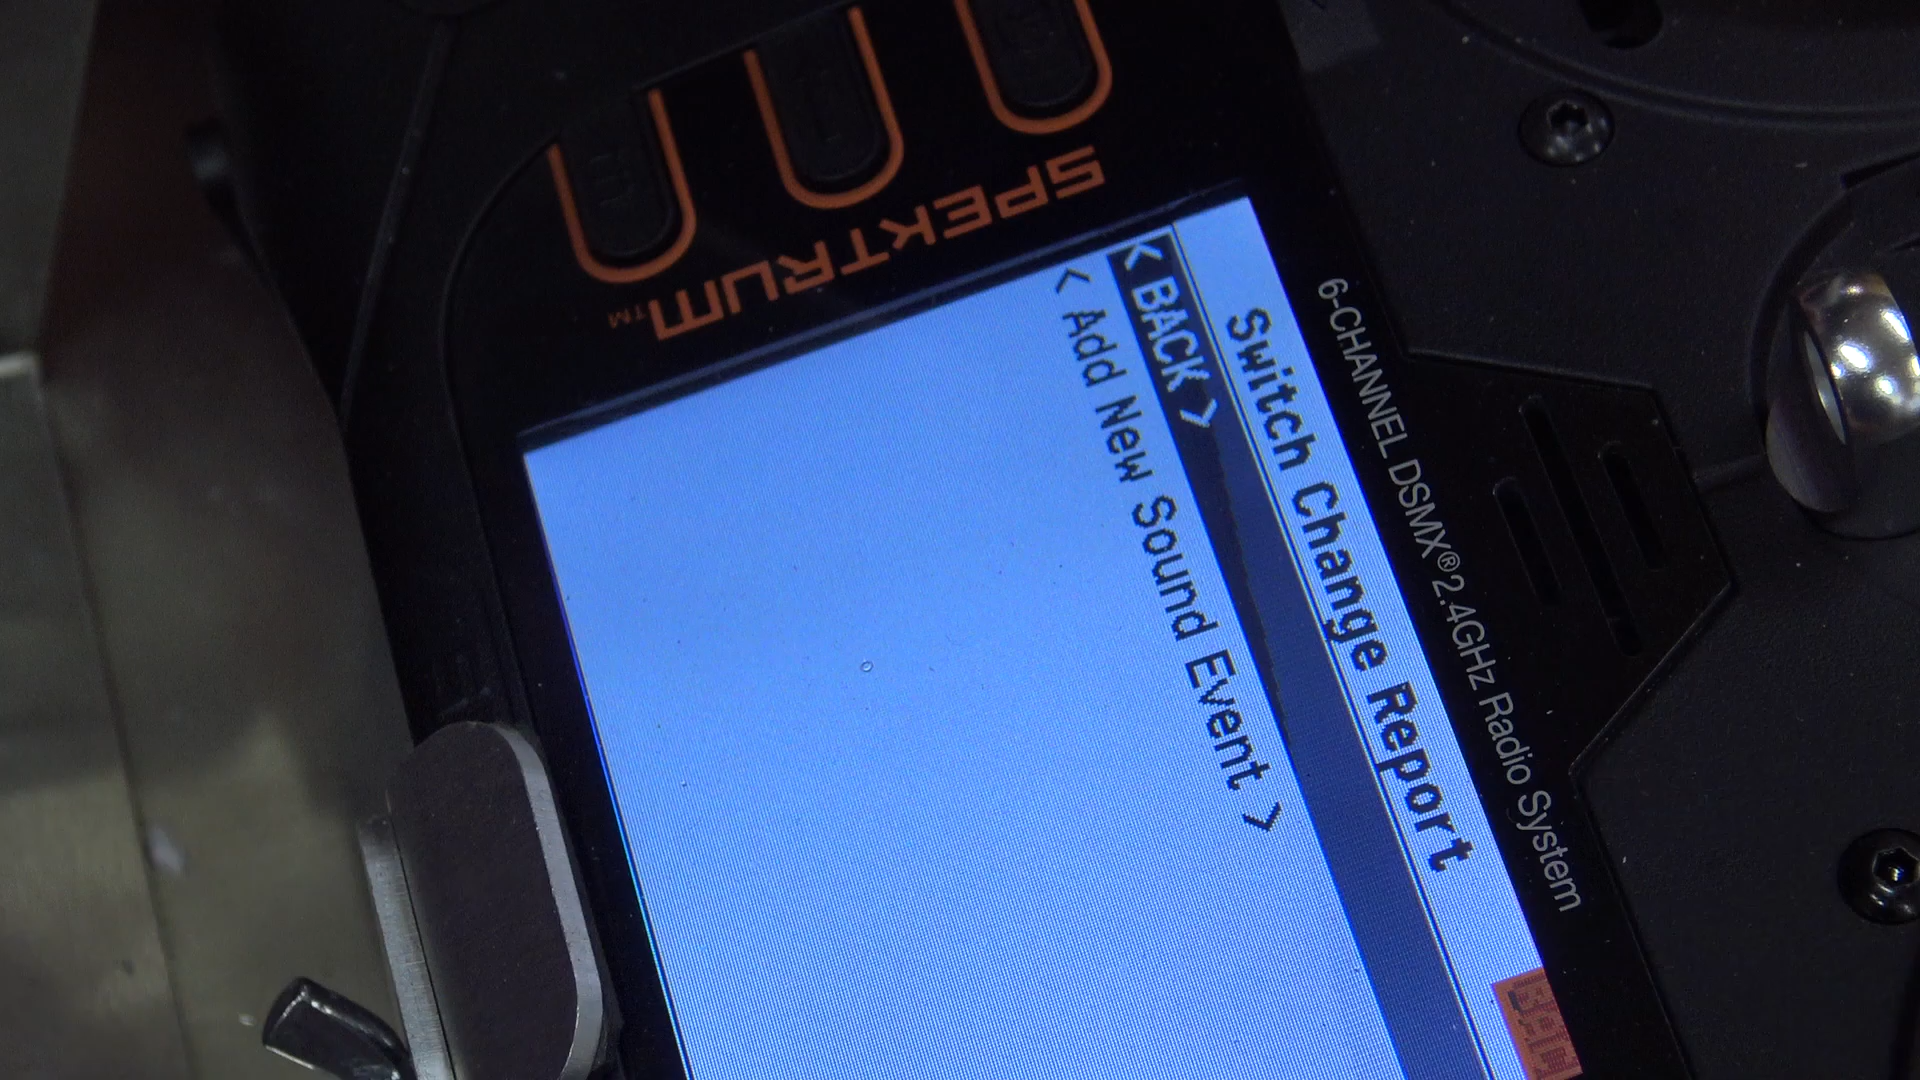 6-CHANNEL DSMX® 2.4GHz Radio System
Switch Change Report
< BACK >
< Add New Sound Event >
SPEKTRUM™